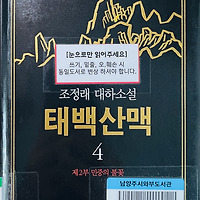 [눈으로만 읽어주세요]
쓰기, 밑줄, 오.훼손 시
동일도서로 변상 하셔야 합니다.
조정래 대하소설
태백산맥
4
제2부 민중의 불꽃
남양주시와부도서관